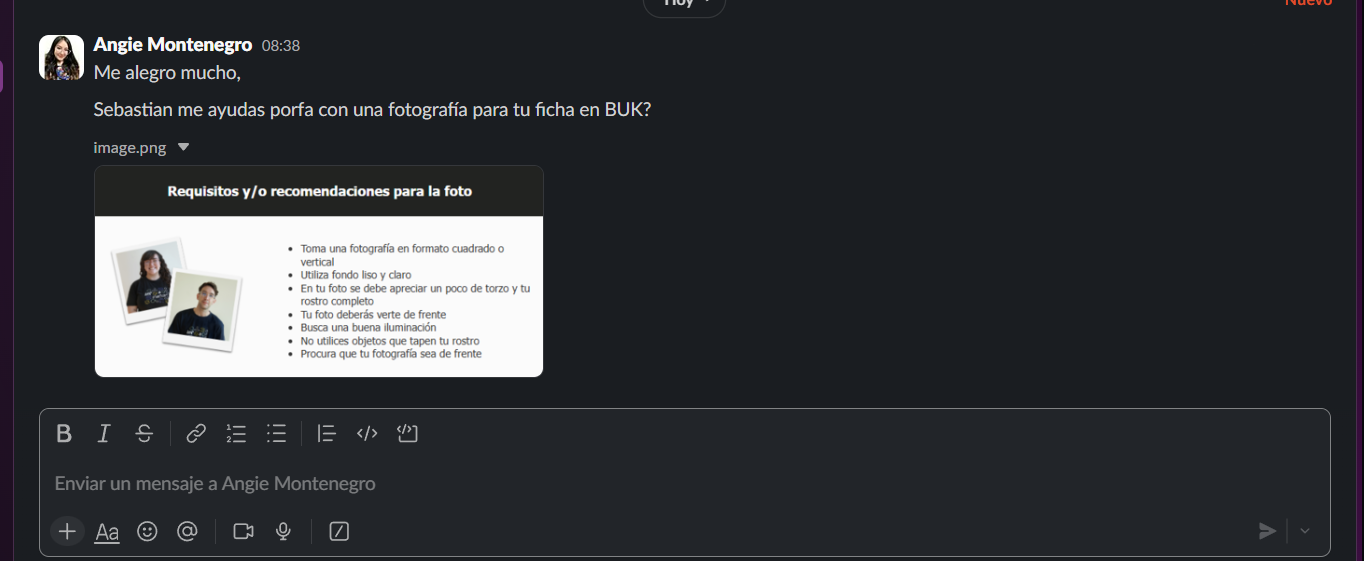 Hoy
Nuevo
Angie Montenegro 08:38
Me alegro mucho,
Sebastian me ayudas porfa con una fotografía para tu ficha en BUK?
image.png
Requisitos y/o recomendaciones para la foto
• Toma una fotografía en formato cuadrado o
vertical
• Utiliza fondo liso y claro
• En tu foto se debe apreciar un poco de torzo y tu
rostro completo
• Tu foto deberás verte de frente
• Busca una buena iluminación
• No utilices objetos que tapen tu rostro
• Procura que tu fotografía sea de frente
Enviar un mensaje a Angie Montenegro
Aa